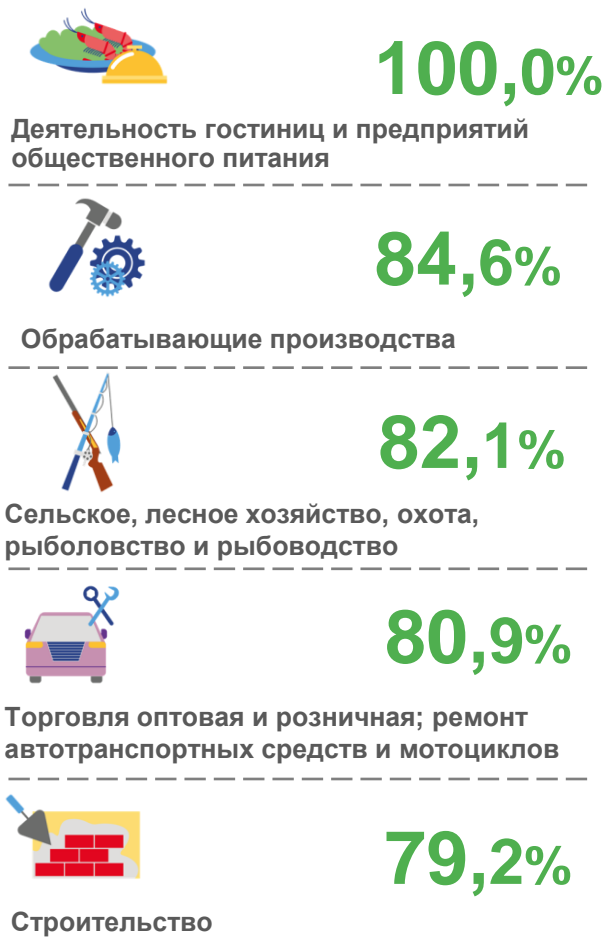 100,0%
Деятельность гостиниц и предприятий
общественного питания
84,6%
Обрабатывающие производства
82,1%
Сельское, лесное хозяйство, охота,
рыболовство и рыбоводство
80,9%
Торговля оптовая и розничная; ремонт
автотранспортных средств и мотоциклов
79,2%
Строительство